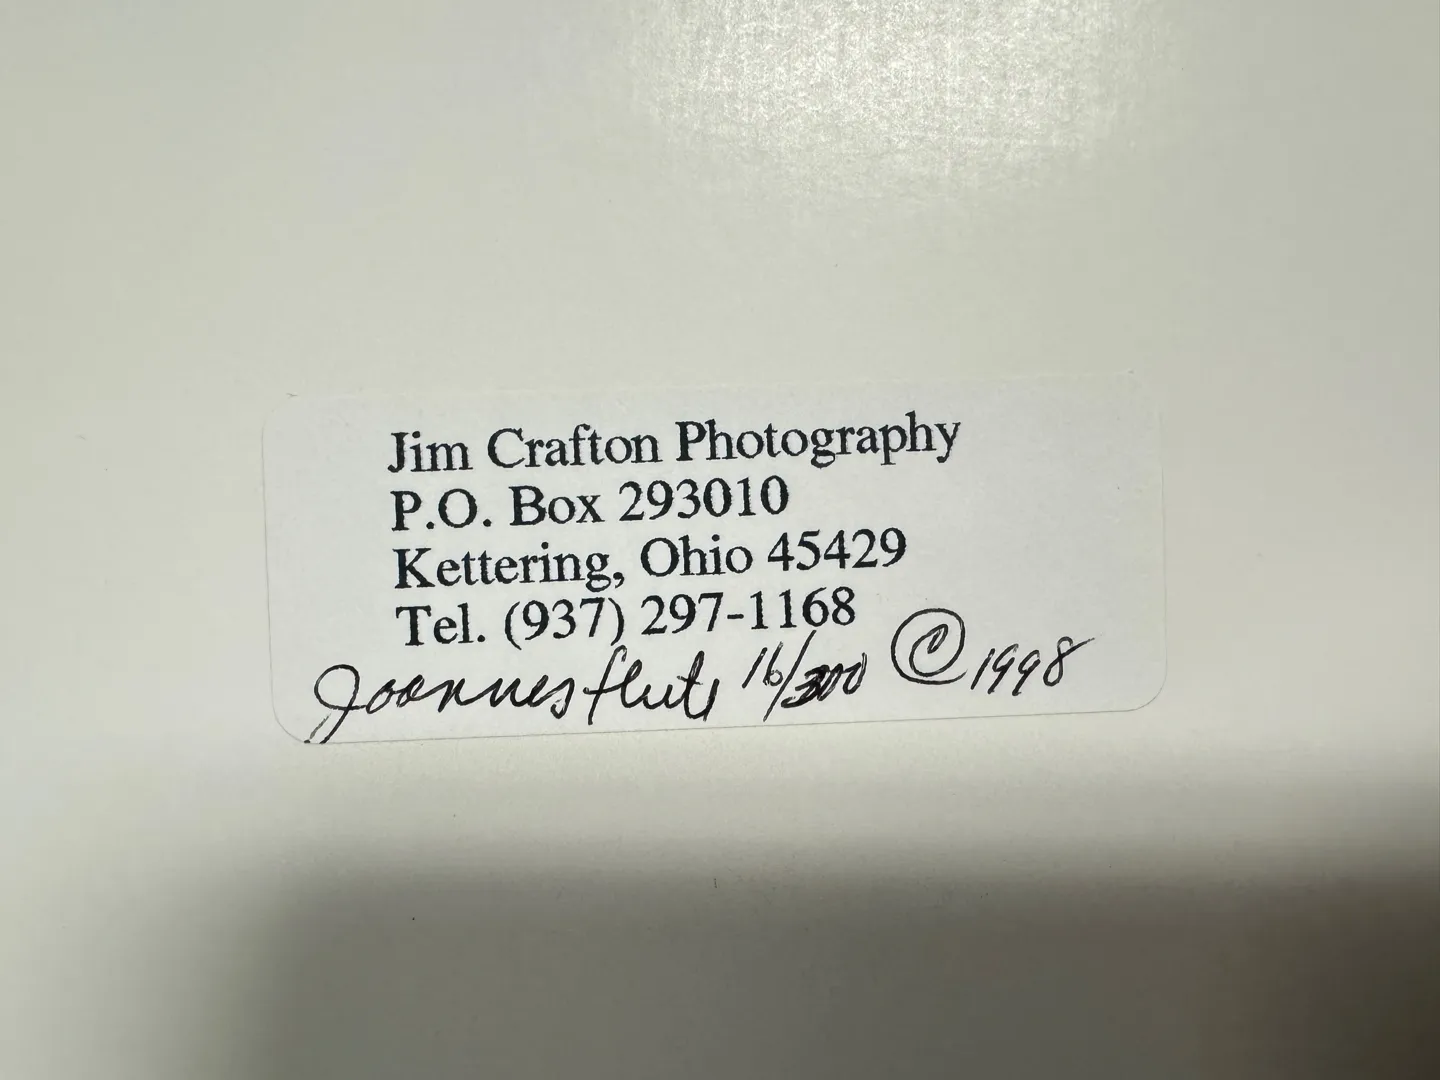 Jim Crafton Photography
P.O. Box 293010
Kettering, Ohio 45429
Tel. (937) 297-1168
16/300 © 1998